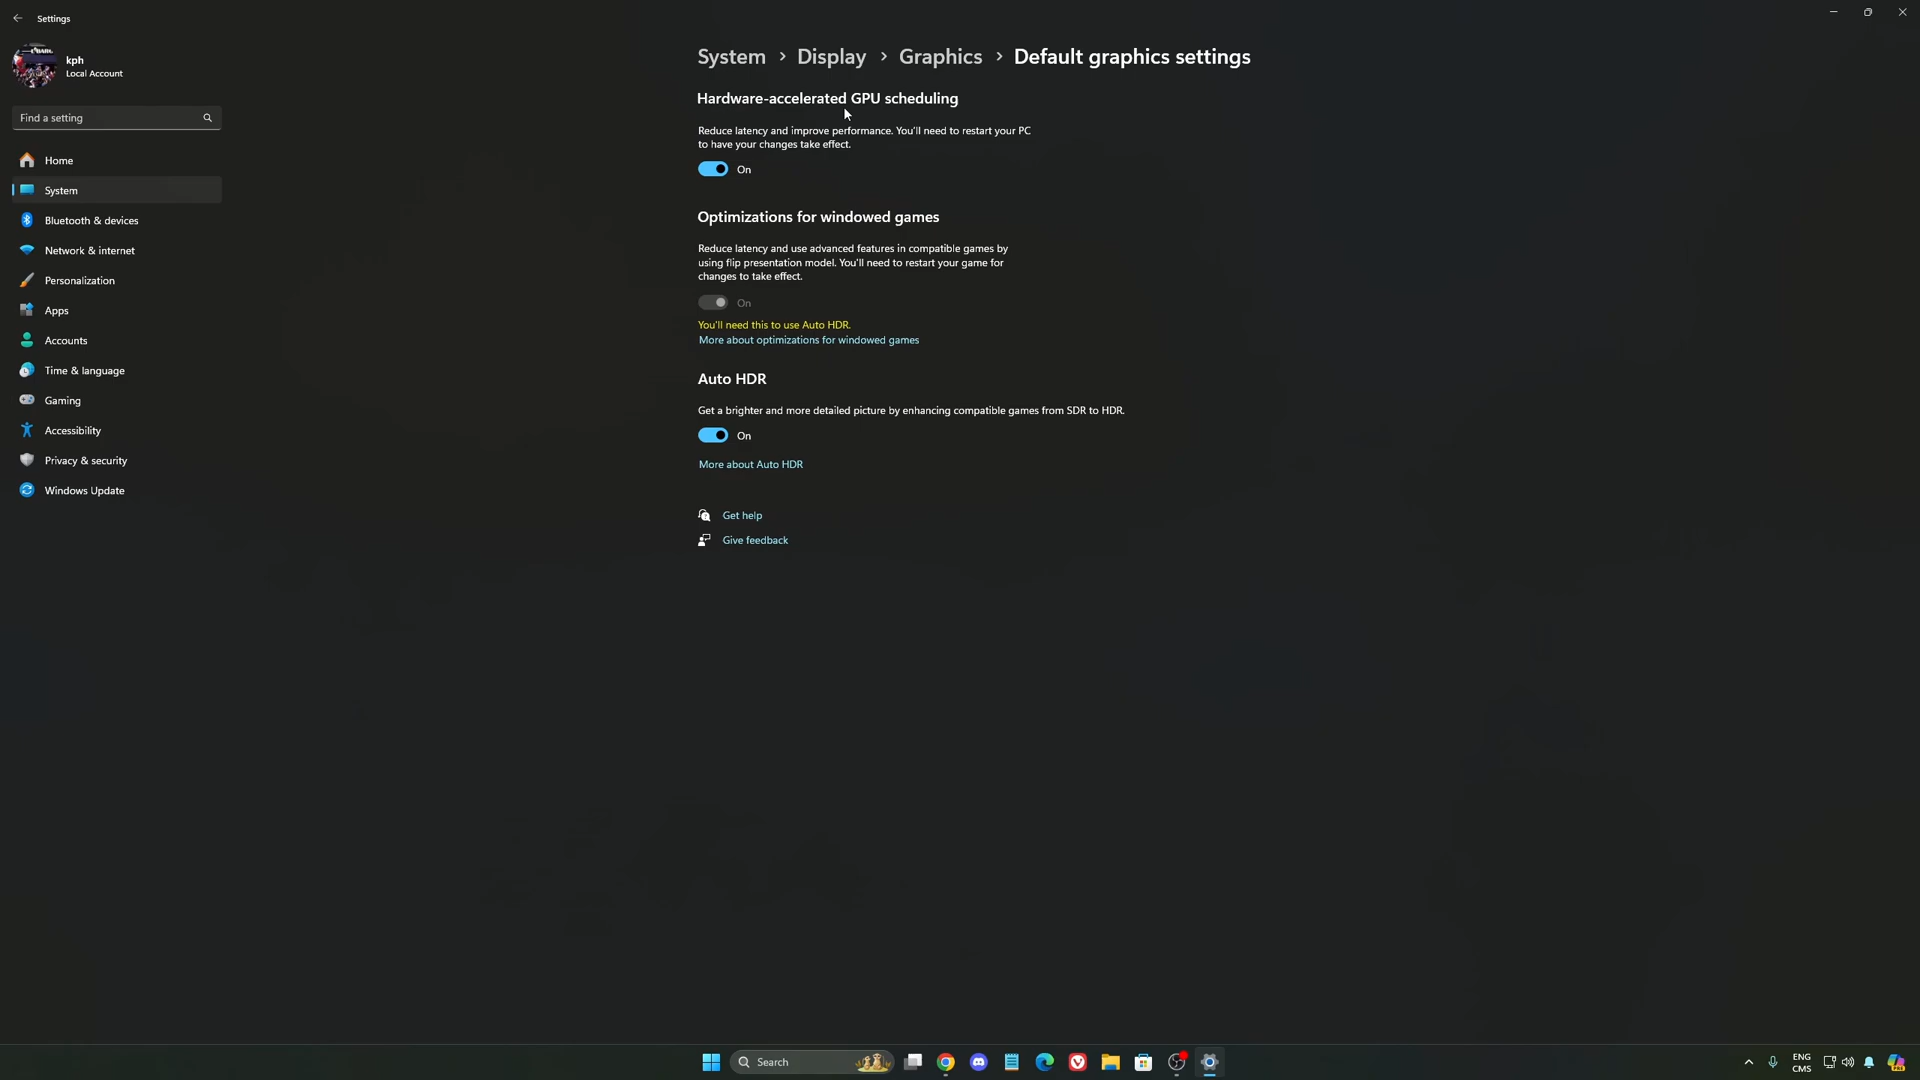 Settings
kph
Local Account
Find a setting
Home
System
Bluetooth & devices
Network & internet
Personalization
Apps
Accounts
Time & language
Gaming
Accessibility
Privacy & security
Windows Update
System > Display > Graphics > Default graphics settings
Hardware-accelerated GPU scheduling
Reduce latency and improve performance. You'll need to restart your PC
to have your changes take effect.
On
Optimizations for windowed games
Reduce latency and use advanced features in compatible games by
using flip presentation model. You'll need to restart your game for
changes to take effect.
On
You'll need this to use Auto HDR.
More about optimizations for windowed games
Auto HDR
Get a brighter and more detailed picture by enhancing compatible games from SDR to HDR.
On
More about Auto HDR
Get help
Give feedback
Search
ENG
CMS
PRE